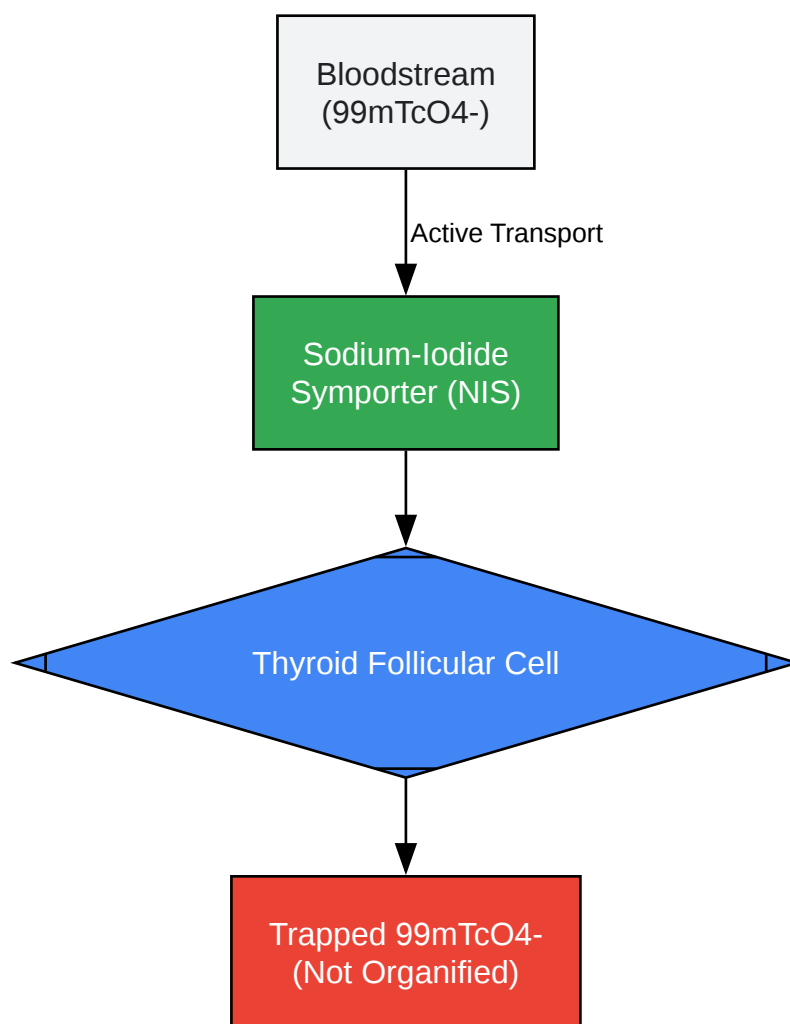 Bloodstream
(99mTcO4-)
Active Transport
Sodium-Iodide
Symporter (NIS)
Thyroid Follicular Cell
Trapped 99mTcO4-
(Not Organified)